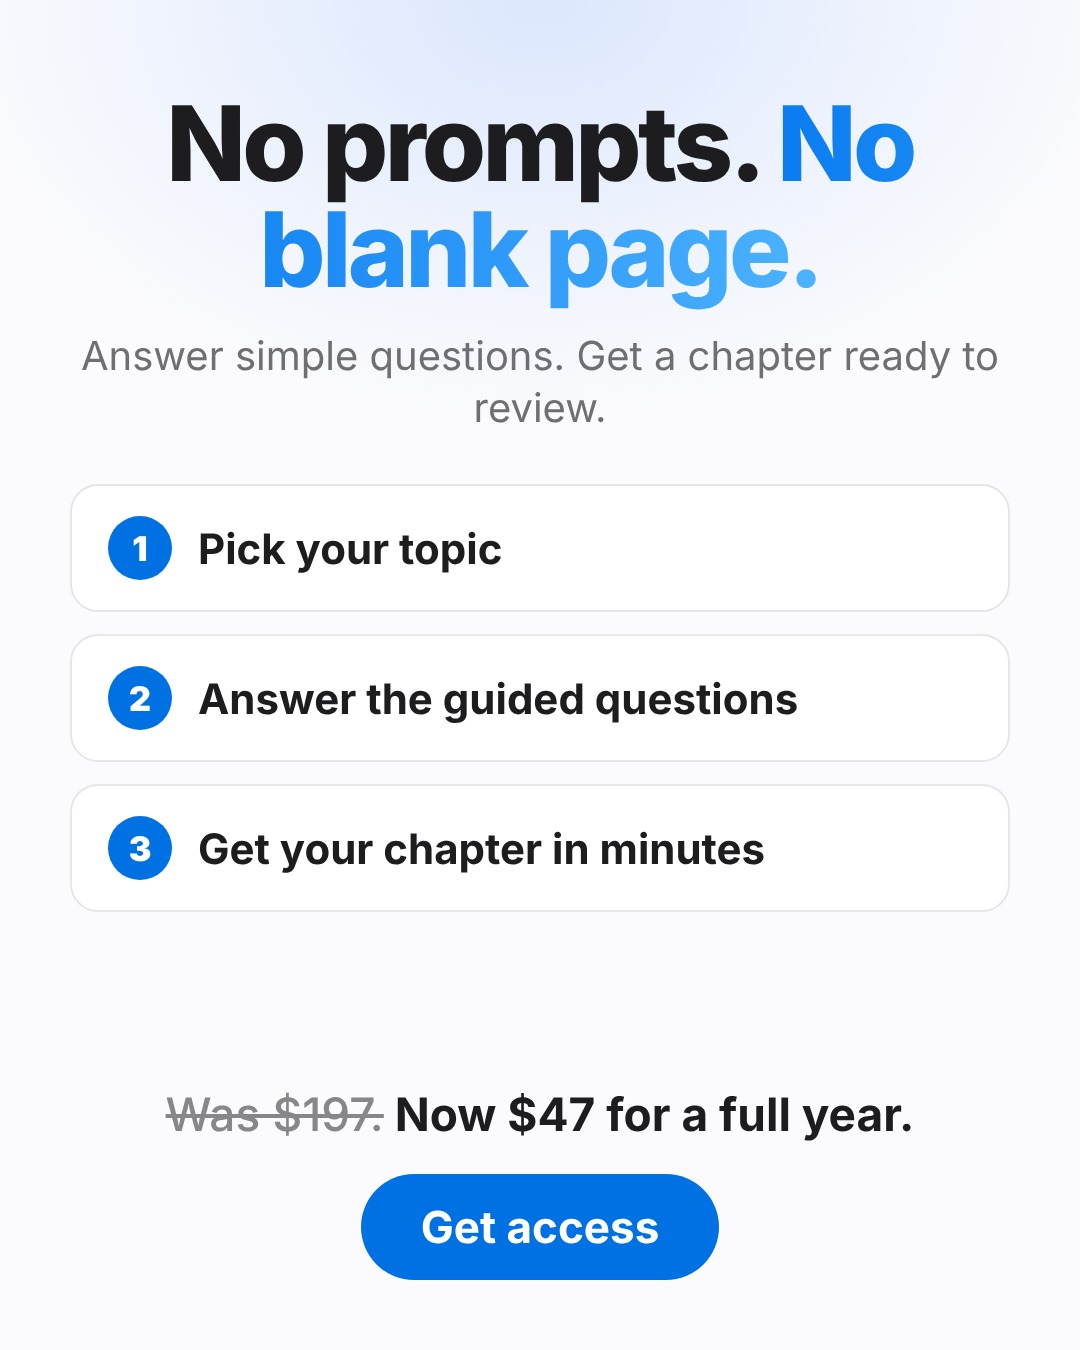 No prompts. No
blank page.
Answer simple questions. Get a chapter ready to
review.
1 Pick your topic
2 Answer the guided questions
3 Get your chapter in minutes
Was $197. Now $47 for a full year.
Get access